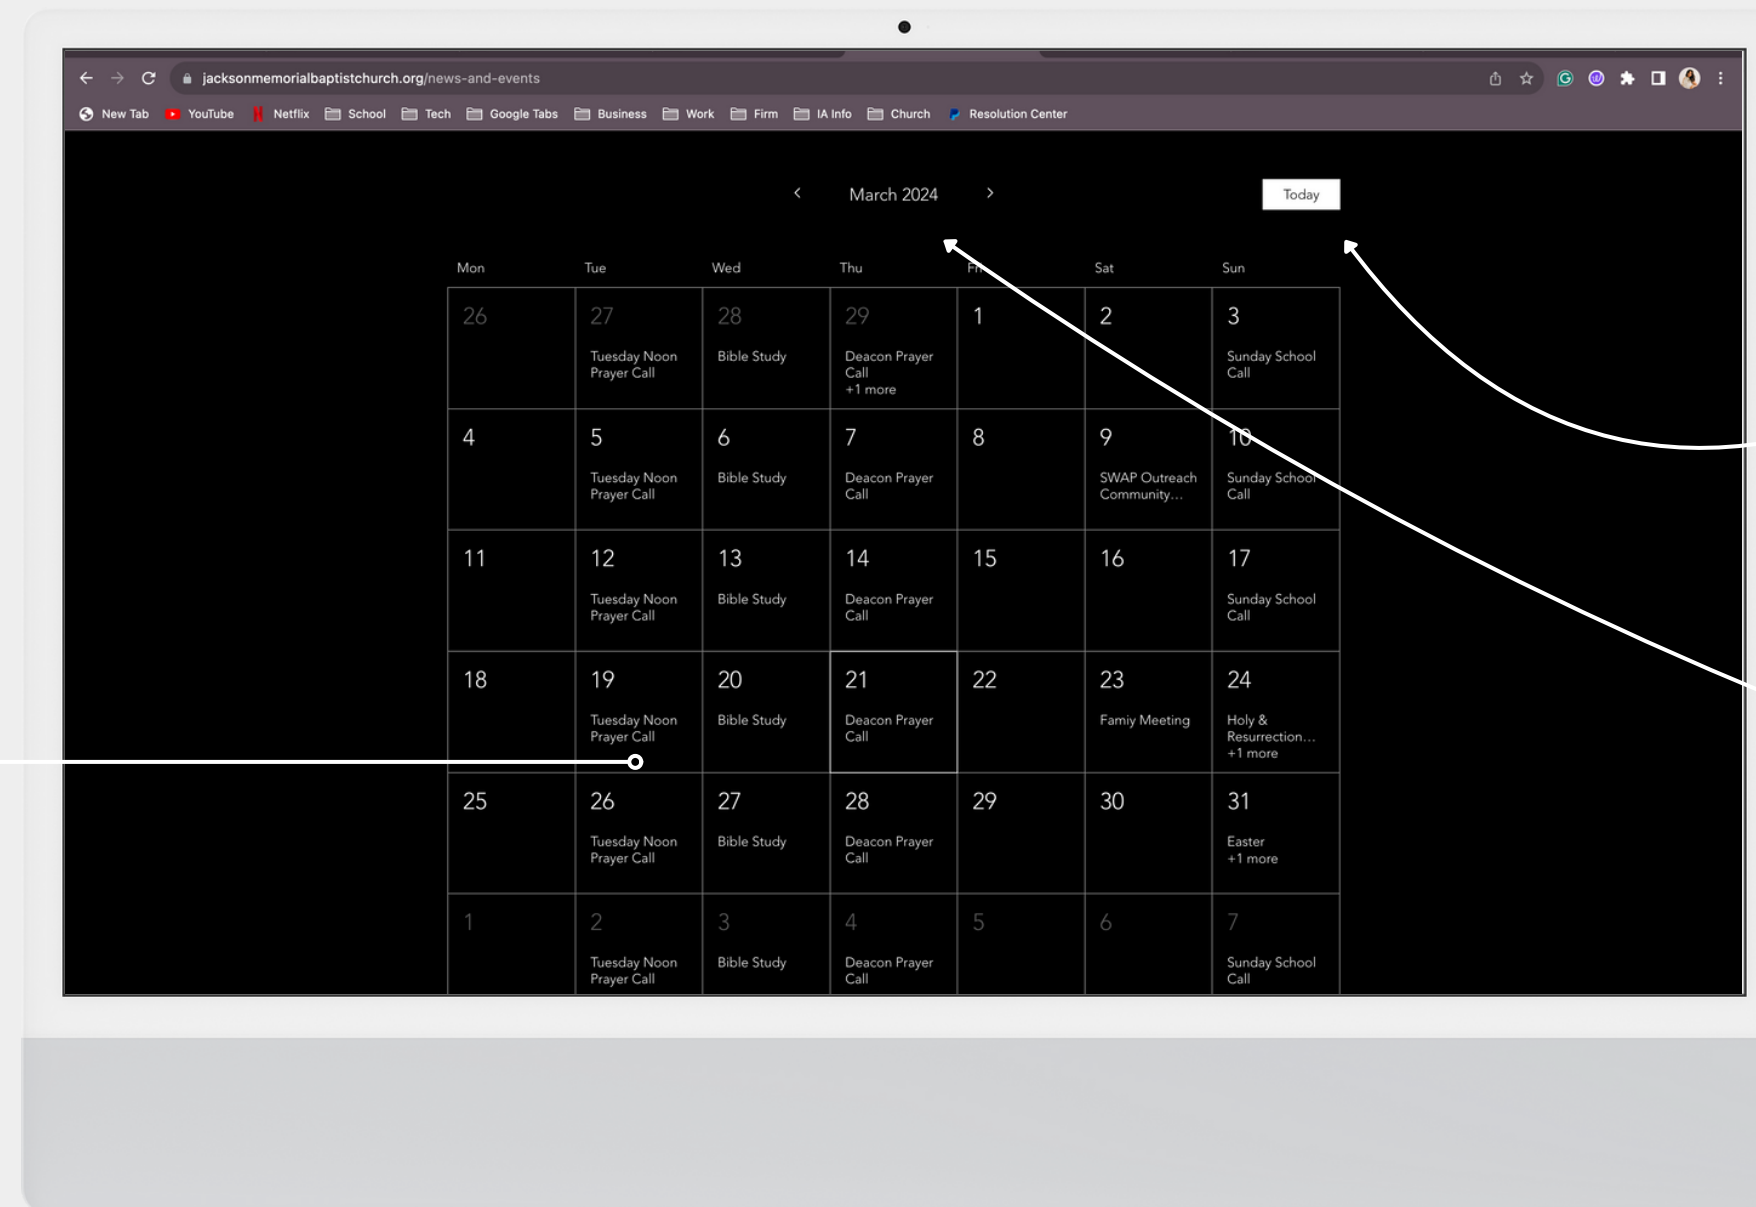 jacksonmemorialbaptistchurch.org/news-and-events
New Tab YouTube Netflix School Tech Google Tabs Business Work Firm IA Info Church Resolution Center
March 2024
Today
Mon Tue Wed Thu Fri Sat Sun
26 27 28 29 1 2 3
Tuesday Noon Bible Study Deacon Prayer Sunday School
Prayer Call Call Call
+1 more
4 5 6 7 8 9 10
Tuesday Noon Bible Study Deacon Prayer SWAP Outreach Sunday School
Prayer Call Call Community... Call
11 12 13 14 15 16 17
Tuesday Noon Bible Study Deacon Prayer Sunday School
Prayer Call Call Call
18 19 20 21 22 23 24
Tuesday Noon Bible Study Deacon Prayer Famiy Meeting Holy &
Prayer Call Call Resurrection...
+1 more
25 26 27 28 29 30 31
Tuesday Noon Bible Study Deacon Prayer Easter
Prayer Call Call +1 more
1 2 3 4 5 6 7
Tuesday Noon Bible Study Deacon Prayer Sunday School
Prayer Call Call Call